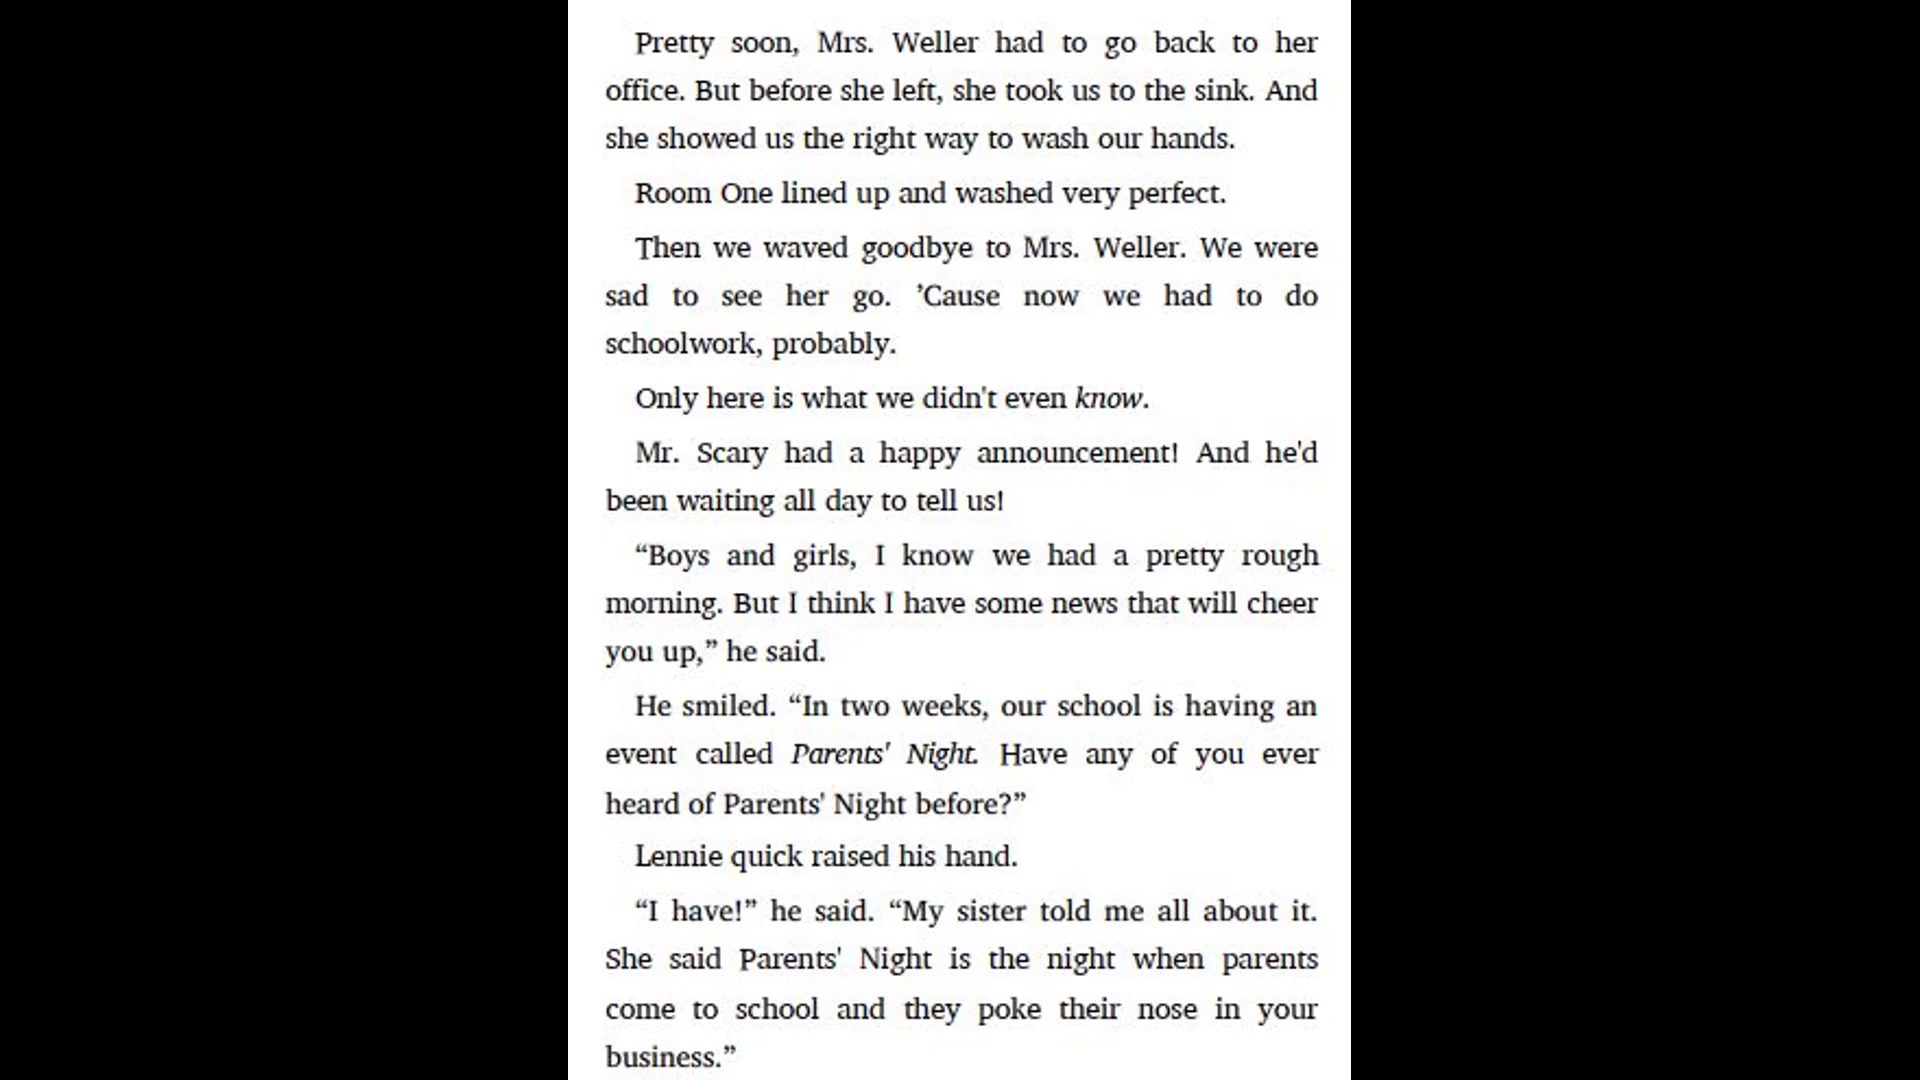 Pretty soon, Mrs. Weller had to go back to her
office. But before she left, she took us to the sink. And
she showed us the right way to wash our hands.
Room One lined up and washed very perfect.
Then we waved goodbye to Mrs. Weller. We were
sad to see her go. ’Cause now we had to do
schoolwork, probably.
Only here is what we didn't even know.
Mr. Scary had a happy announcement! And he'd
been waiting all day to tell us!
“Boys and girls, I know we had a pretty rough
morning. But I think I have some news that will cheer
you up,” he said.
He smiled. “In two weeks, our school is having an
event called Parents' Night. Have any of you ever
heard of Parents' Night before?”
Lennie quick raised his hand.
“I have!” he said. “My sister told me all about it.
She said Parents' Night is the night when parents
come to school and they poke their nose in your
business.”